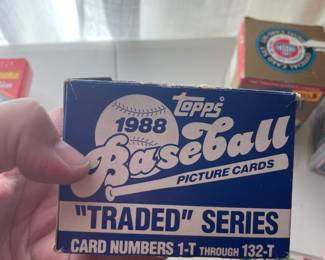 topps
1988
Baseball
PICTURE CARDS
"TRADED" SERIES
CARD NUMBERS 1-T THROUGH 132-T